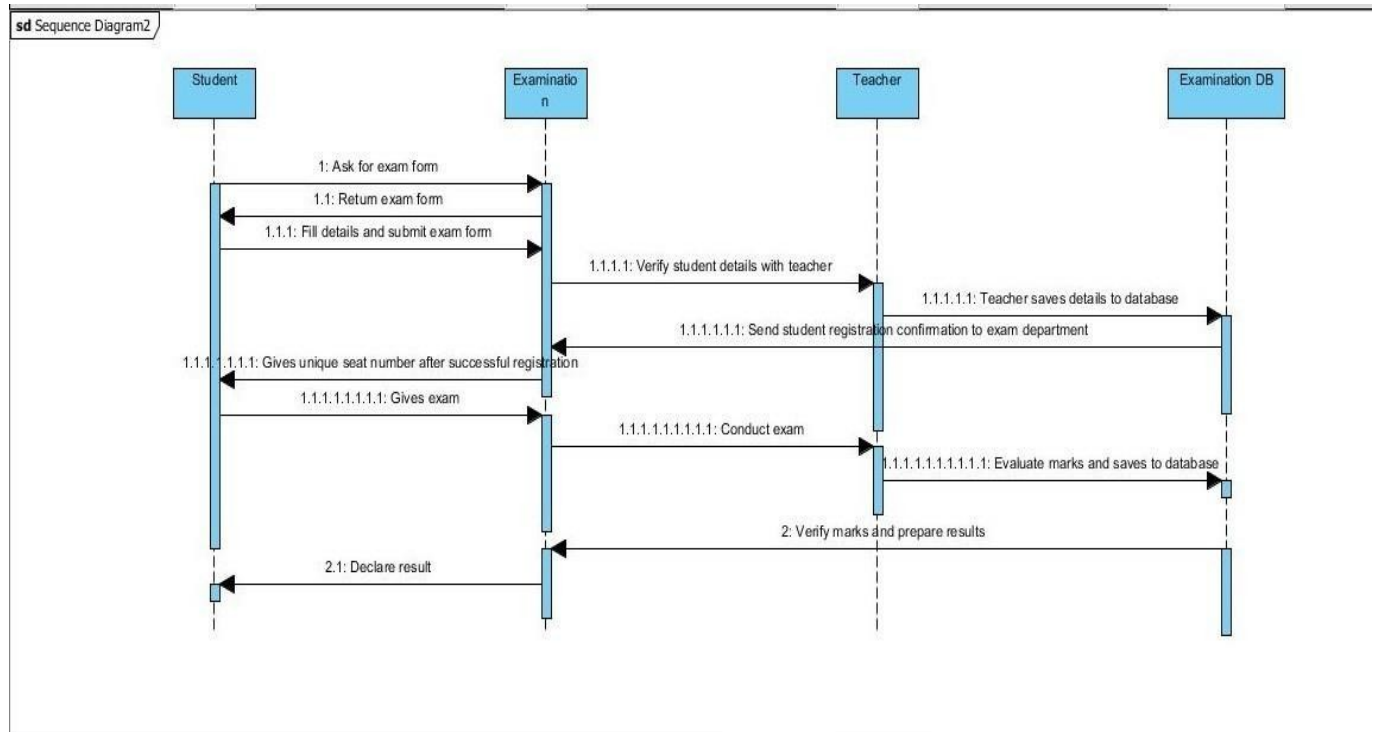 sd Sequence Diagram2
Student
Examinatio
n
Teacher
Examination DB
1: Ask for exam form
1.1: Return exam form
1.1.1: Fill details and submit exam form
1.1.1.1: Verify student details with teacher
1.1.1.1.1: Teacher saves details to database
1.1.1.1.1.1: Send student registration confirmation to exam department
1.1.1.1.1.1.1: Gives unique seat number after successful registration
1.1.1.1.1.1.1.1: Gives exam
1.1.1.1.1.1.1.1.1: Conduct exam
1.1.1.1.1.1.1.1.1.1: Evaluate marks and saves to database
2: Verify marks and prepare results
2.1: Declare result